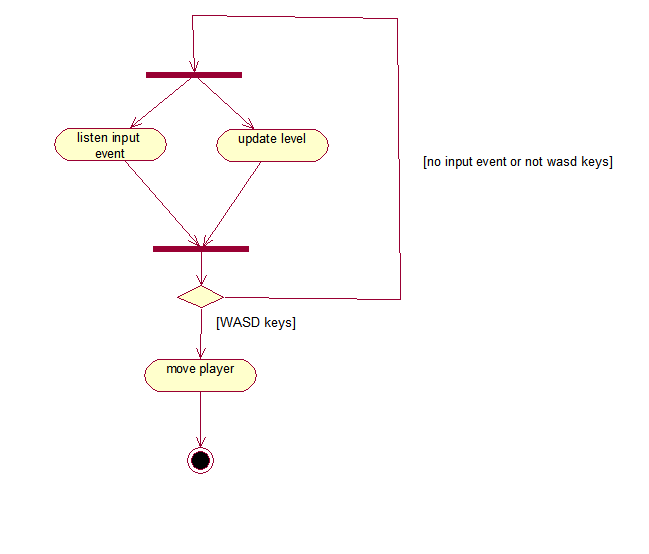 listen input
event
update level
[no input event or not wasd keys]
[WASD keys]
move player